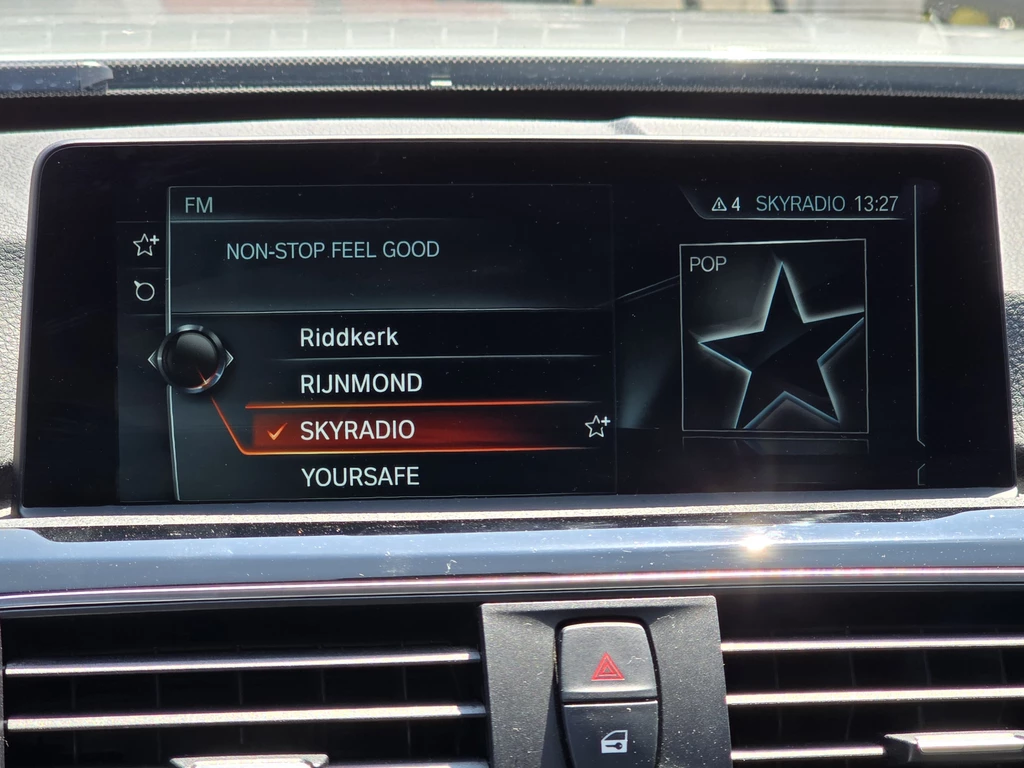 FM
4 SKYRADIO 13:27
NON-STOP FEEL GOOD
POP
Riddkerk
RIJNMOND
SKYRADIO
YOURSAFE